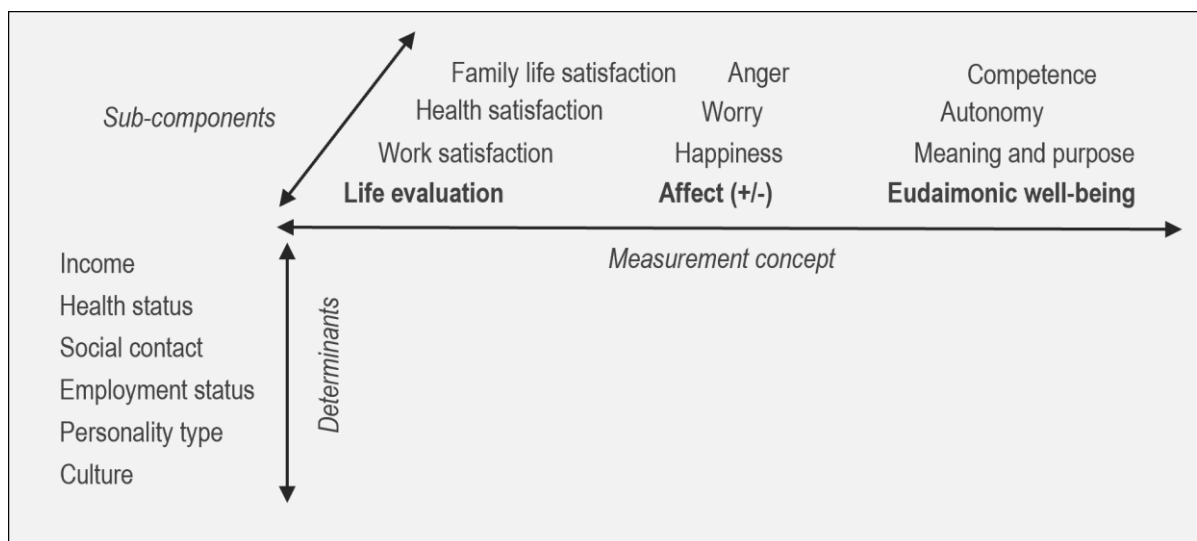 Family life satisfaction Anger Competence
Sub-components Health satisfaction Worry Autonomy
Work satisfaction Happiness Meaning and purpose
Life evaluation Affect (+/-) Eudaimonic well-being
Measurement concept
Income
Health status
Social contact
Employment status
Personality type
Culture
Determinants